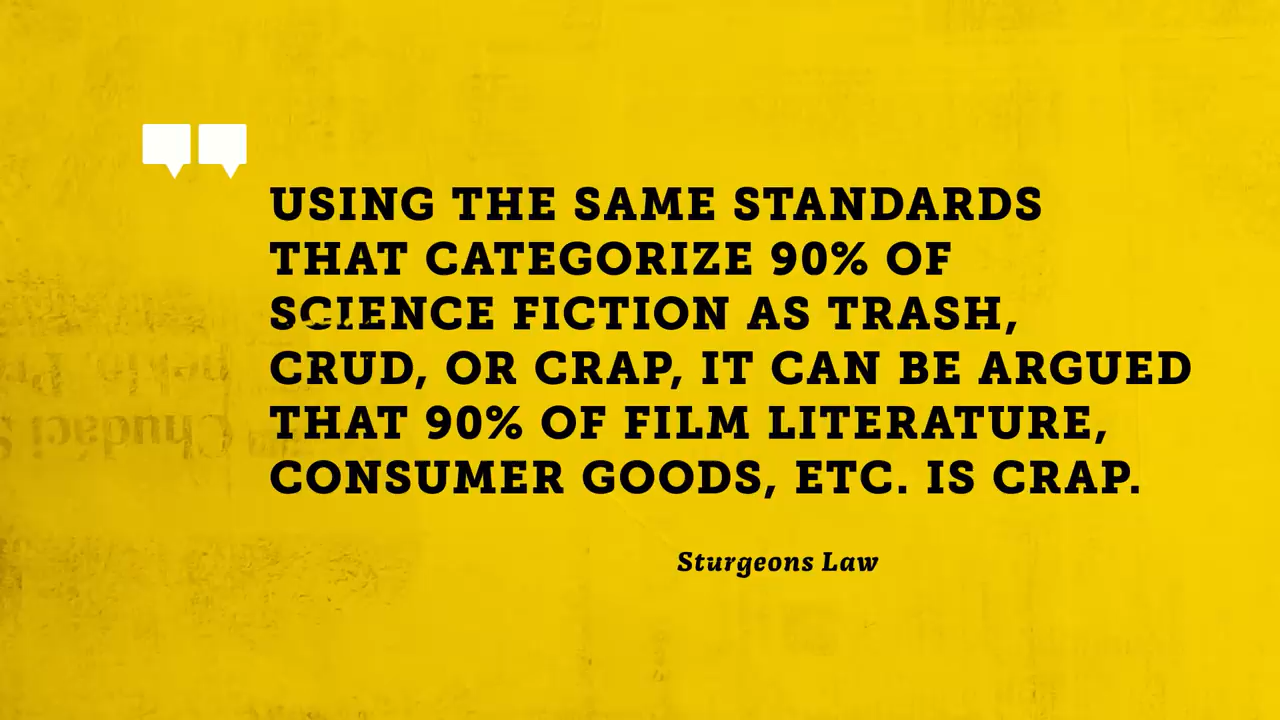 USING THE SAME STANDARDS
THAT CATEGORIZE 90% OF
SCIENCE FICTION AS TRASH,
CRUD, OR CRAP, IT CAN BE ARGUED
THAT 90% OF FILM LITERATURE,
CONSUMER GOODS, ETC. IS CRAP.
Sturgeons Law